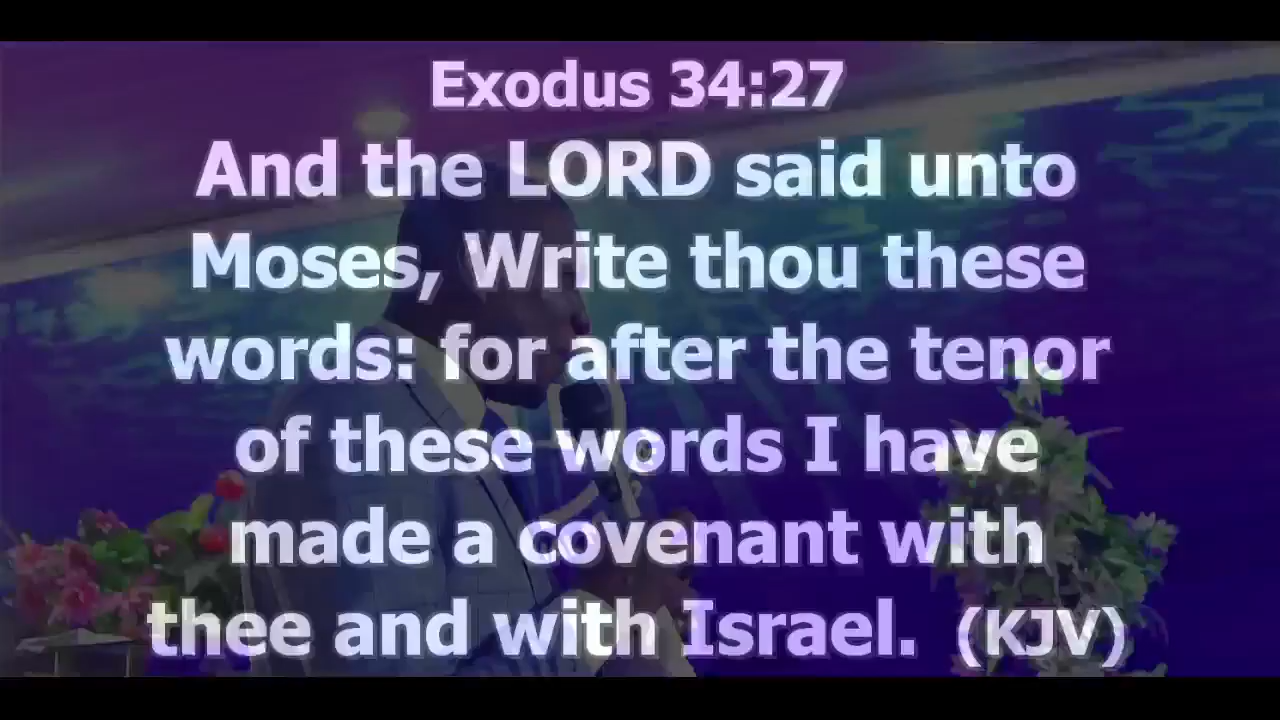 Exodus 34:27
And the LORD said unto
Moses, Write thou these
words: for after the tenor
of these words I have
made a covenant with
thee and with Israel. (KJV)